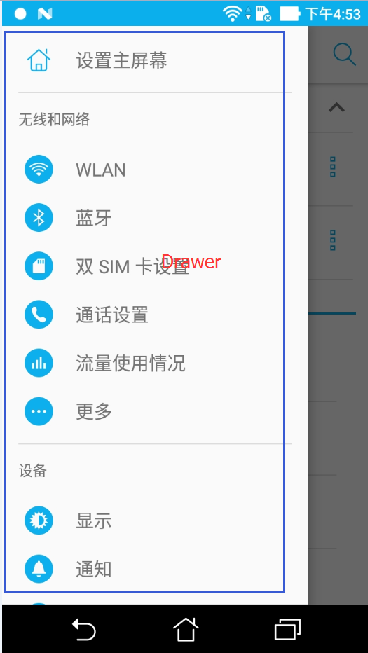 下午4:53
设置主屏幕
无线和网络
WLAN
蓝牙
双 SIM 卡设置
Drawer
通话设置
流量使用情况
更多
设备
显示
通知